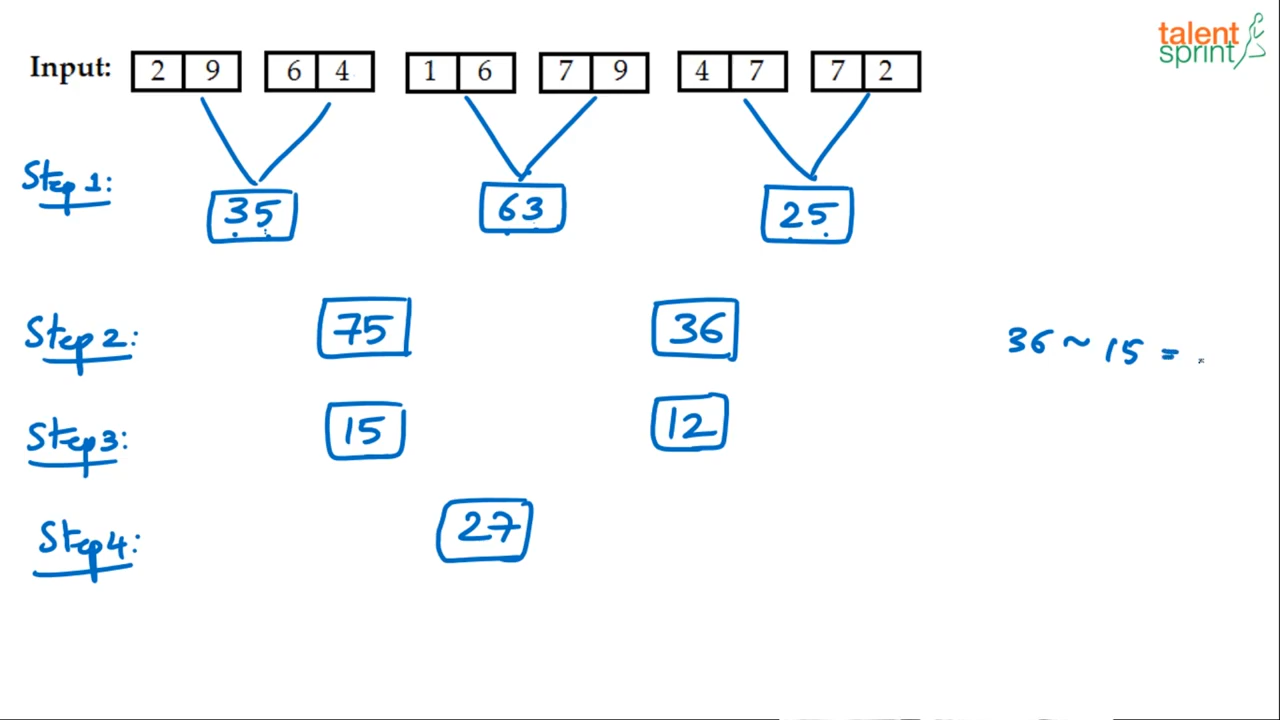 talent
sprint
Input: 2 9 6 4 1 6 7 9 4 7 7 2
Step 1:
35 63 25
Step 2:
75 36
36 ~ 15 =
Step 3:
15 12
Step 4:
27